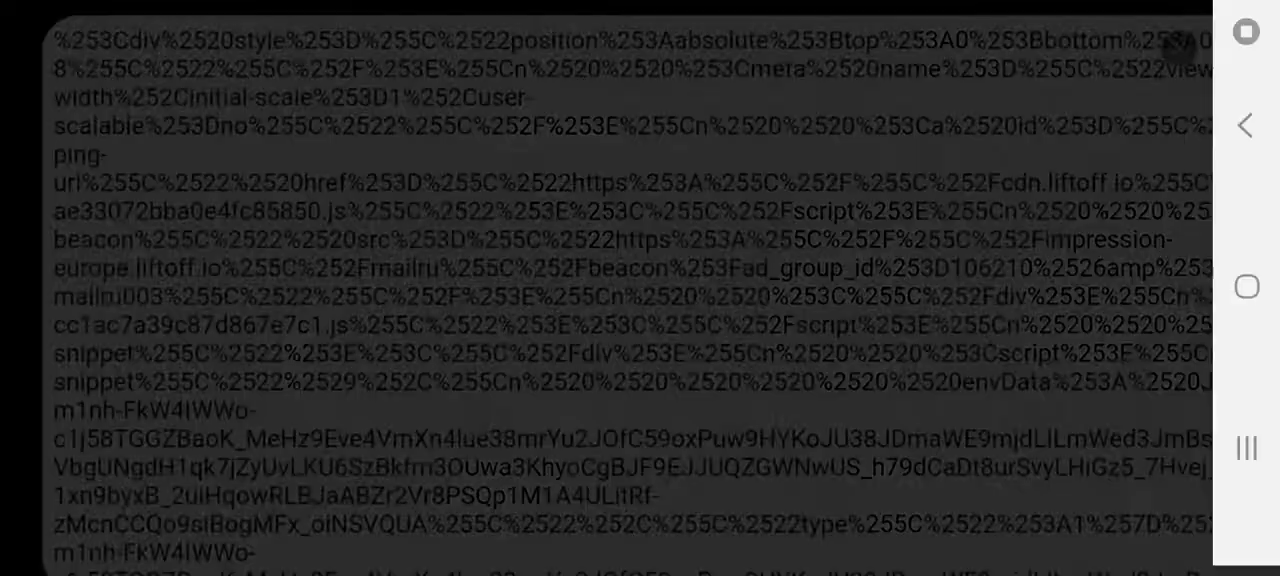 %253Cdiv%2520style%253D%255C%2522position%253Aabsolute%253Btop%253A0%253Bbottom%253A0
8%255C%2522%255C%252F%253E%255Cn%2520%2520%253Cmeta%2520name%253D%255C%2522view
width%252Cinitial-scale%253D1%252Cuser-
scalable%253Dno%255C%2522%255C%252F%253E%255Cn%2520%2520%253Ca%2520id%253D%255C%2
ping-
url%255C%2522%2520href%253D%255C%2522https%253A%255C%252F%255C%252Fcdn.liftoff.io%255C
ae33072bba0e4fc85850.js%255C%2522%253E%253C%255C%252Fscript%253E%255Cn%2520%2520%25
beacon%255C%2522%2520src%253D%255C%2522https%253A%255C%252F%255C%252Fimpression-
europe.liftoff.io%255C%252Fmailru%255C%252Fbeacon%253Fad_group_id%253D106210%2526amp%253
mailru003%255C%2522%255C%252F%253E%255Cn%2520%2520%253C%255C%252Fdiv%253E%255Cn%
cc1ac7a39c87d867e7c1.js%255C%2522%253E%253C%255C%252Fscript%253E%255Cn%2520%2520%25
snippet%255C%2522%253E%253C%255C%252Fdiv%253E%255Cn%2520%2520%253Cscript%253E%255C
snippet%255C%2522%2529%252C%255Cn%2520%2520%2520%2520%2520%2520envData%253A%2520J
m1nh-FkW4IWWo-
c1j58TGGZBaoK_MeHz9Eve4VmXn4lue38mrYu2JOfC59oxPuw9HYKoJU38JDmaWE9mjdLlLmWed3JmBs
VbgUNgdH1qk7jZyUvLKU6SzBkfm3OUwa3KhyoCgBJF9EJJUQZGWNwUS_h79dCaDt8urSvyLHiGz5_7Hvej_
1xn9byxB_2uiHqowRLBJaABZr2Vr8PSQp1M1A4ULitRf-
zMcnCCQo9siBogMFx_oiNSVQUA%255C%2522%252C%255C%2522type%255C%2522%253A1%257D%252
m1nh-FkW4IWWo-